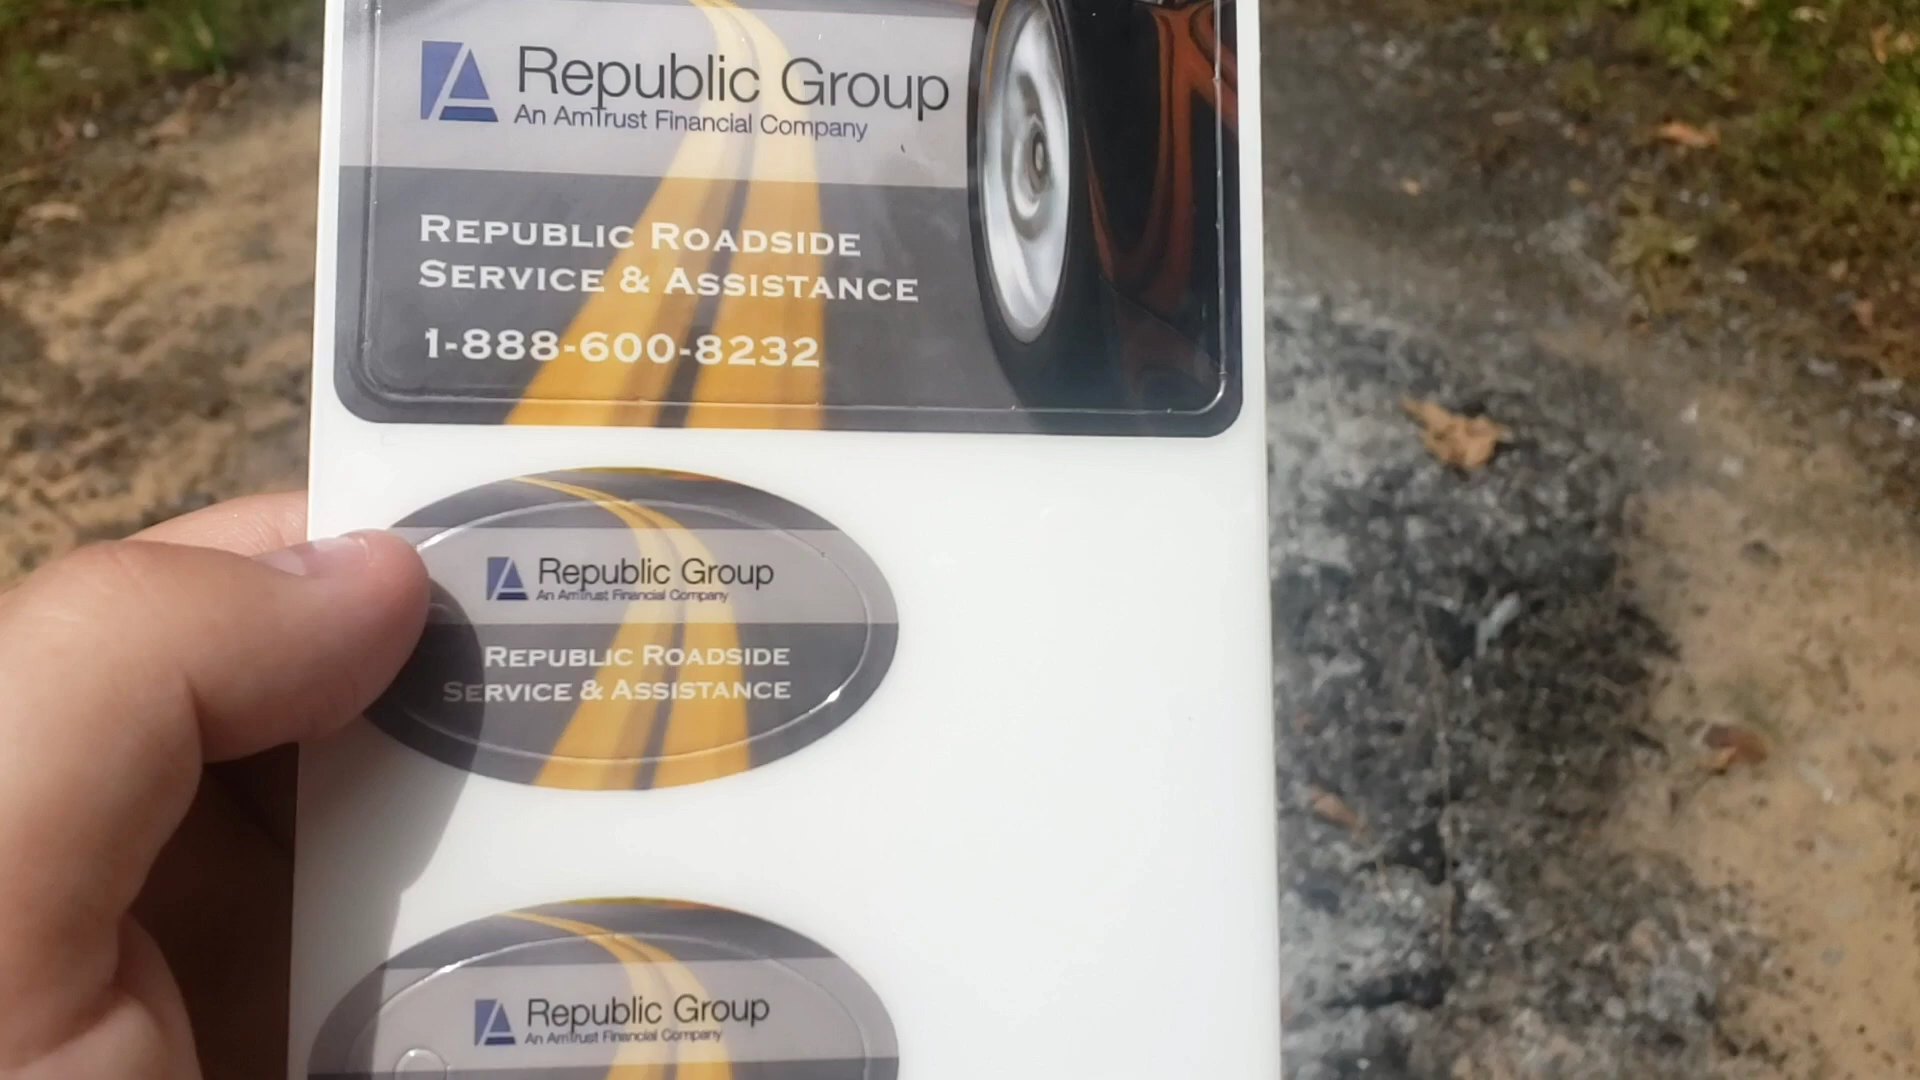 Republic Group
An AmTrust Financial Company
Republic Roadside
Service & Assistance
1-888-600-8232
Republic Group
An AmTrust Financial Company
Republic Roadside
Service & Assistance
Republic Group
An AmTrust Financial Company